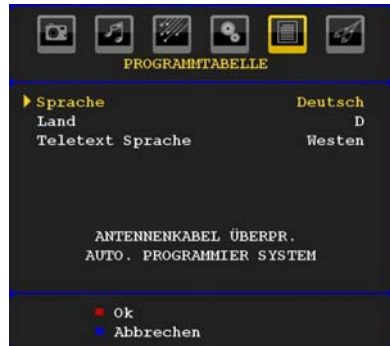 PROGRAMMTABELLE
Sprache Deutsch
Land D
Teletext Sprache Westen
ANTENNENKABEL ÜBERPR.
AUTO. PROGRAMMIER SYSTEM
Ok
Abbrechen